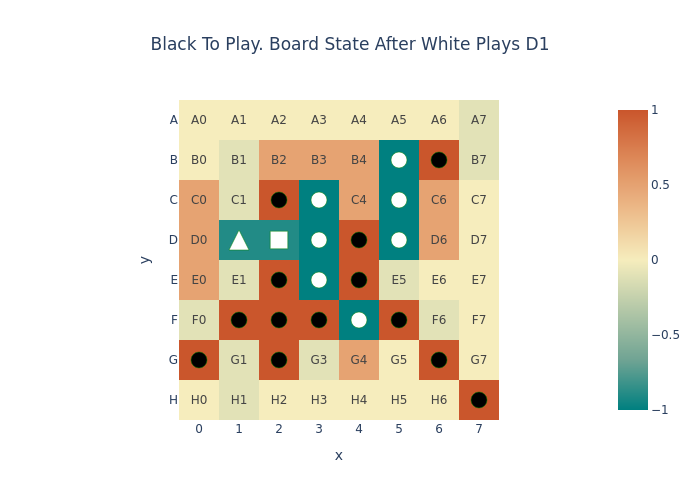 Black To Play. Board State After White Plays D1
A A0 A1 A2 A3 A4 A5 A6 A7 1
B B0 B1 B2 B3 B4 B7
C C0 C1 C4 C6 C7 0.5
D D0 D6 D7
y 0
E E0 E1 E5 E6 E7
F F0 F6 F7 −0.5
G G1 G3 G4 G5 G7
H H0 H1 H2 H3 H4 H5 H6 −1
0 1 2 3 4 5 6 7
x